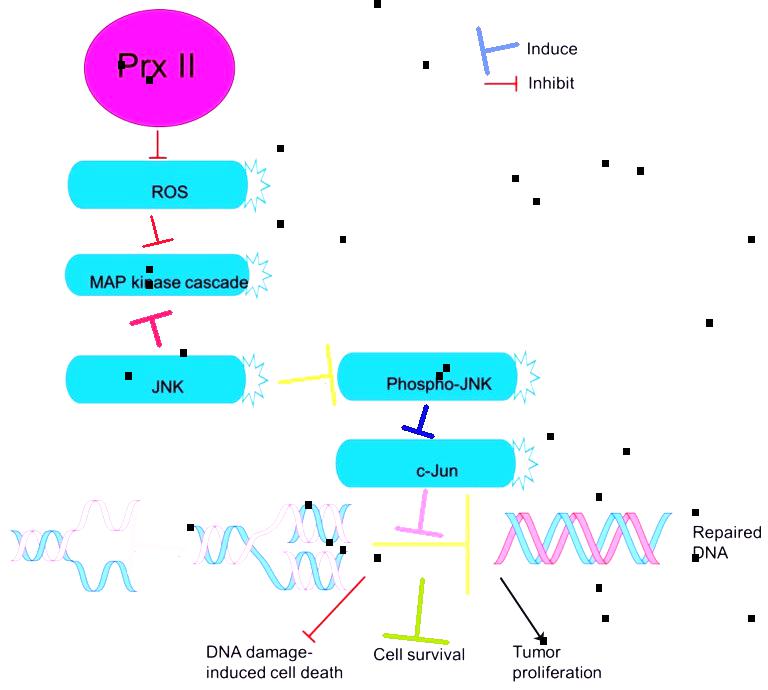 Prx II
Induce
Inhibit
ROS
MAP kinase cascade
JNK
Phospho-JNK
c-Jun
Repaired
DNA
DNA damage-
induced cell death
Cell survival
Tumor
proliferation